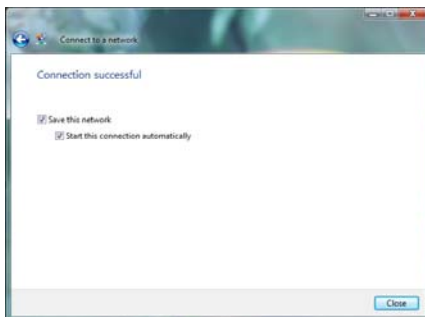 Connect to a network
Connection successful
Save this network
Start this connection automatically
Close